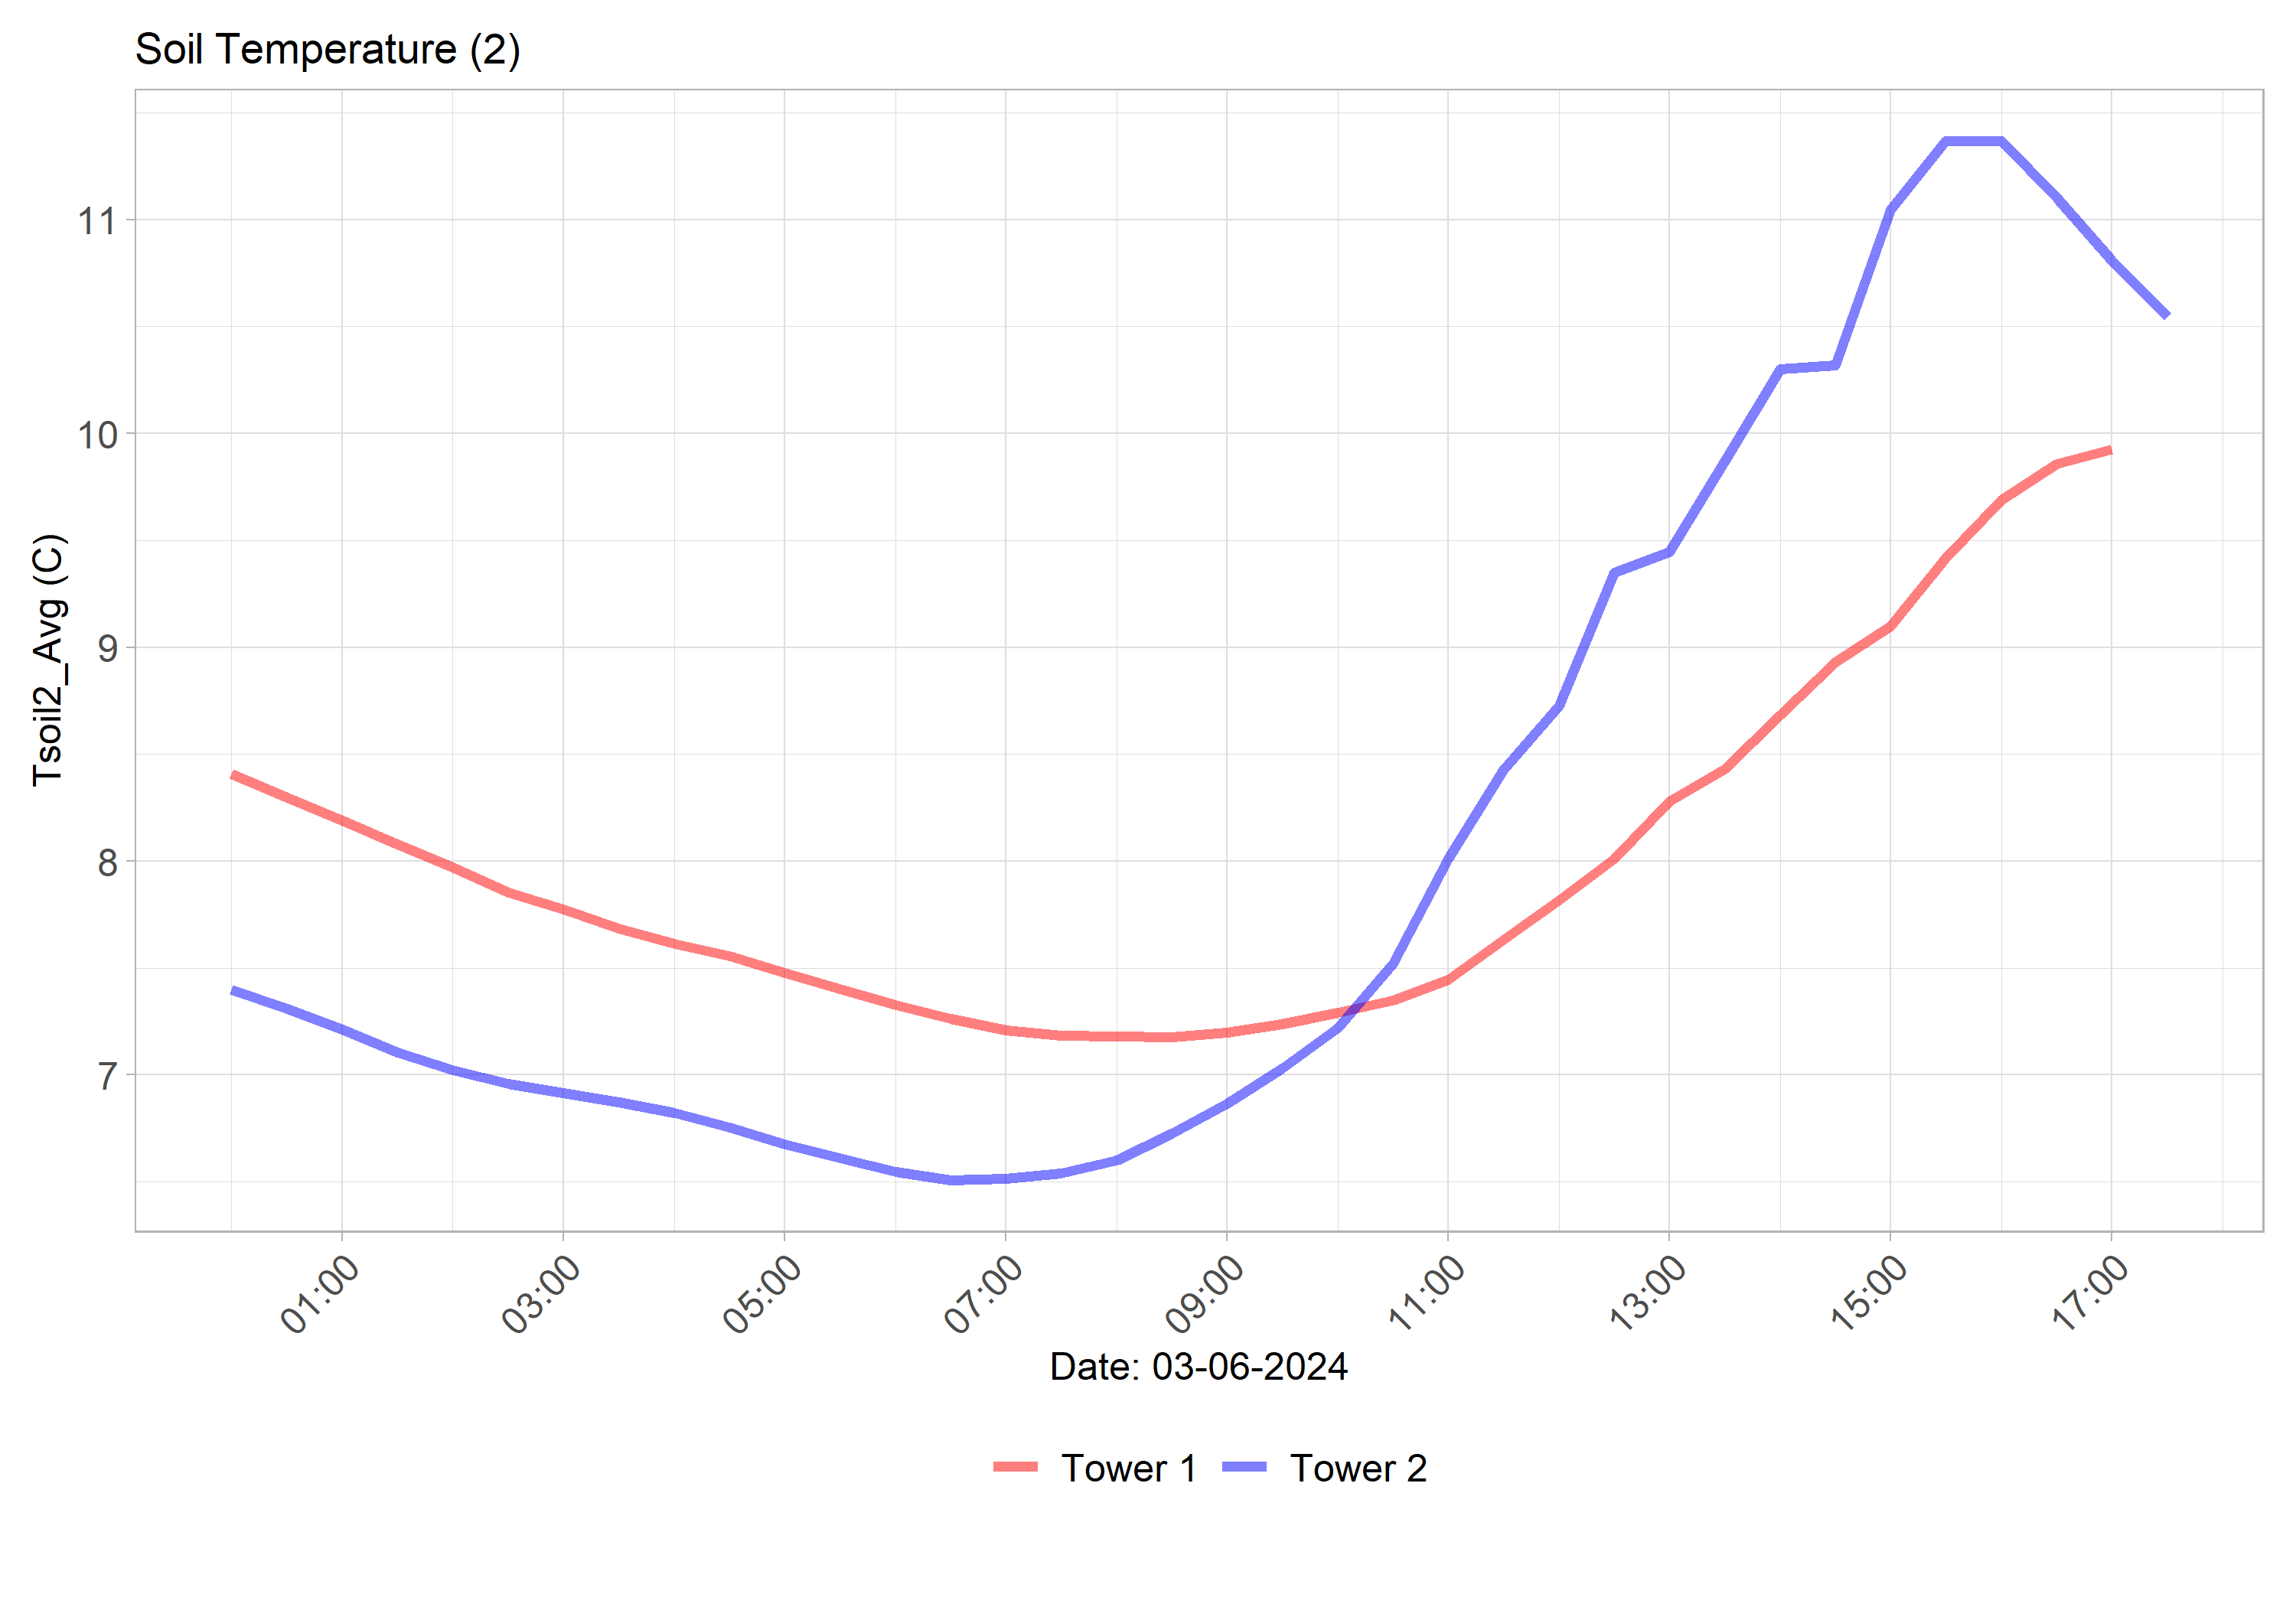 Soil Temperature (2)
Tsoil2_Avg (C)
11
10
9
8
7
01:00 03:00 05:00 07:00 09:00 11:00 13:00 15:00 17:00
Date: 03-06-2024
Tower 1 Tower 2